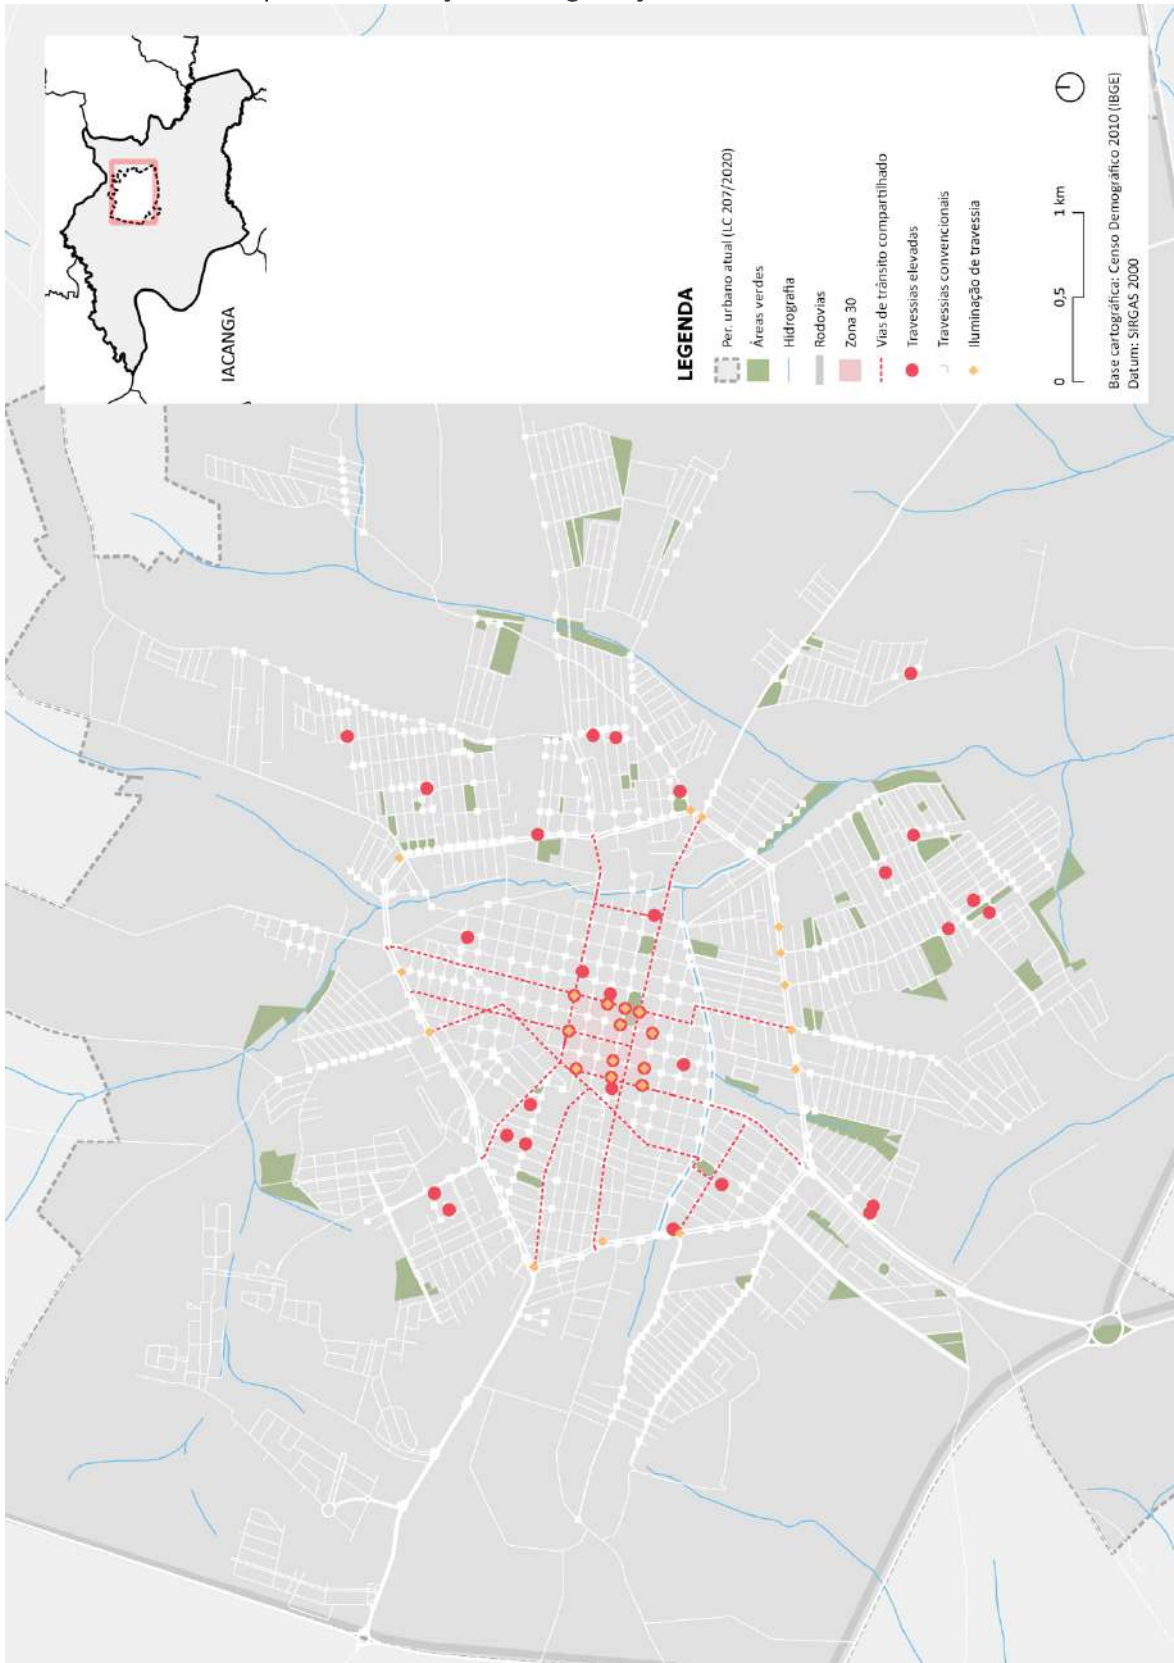 IACANGA
LEGENDA
Per. urbano atual (LC 207/2020)
Áreas verdes
Hidrografia
Rodovias
Zona 30
Vias de trânsito compartilhado
Travessias elevadas
Travessias convencionais
Iluminação de travessia
0 0,5 1 km
Base cartográfica: Censo Demográfico 2010 (IBGE)
Datum: SIRGAS 2000